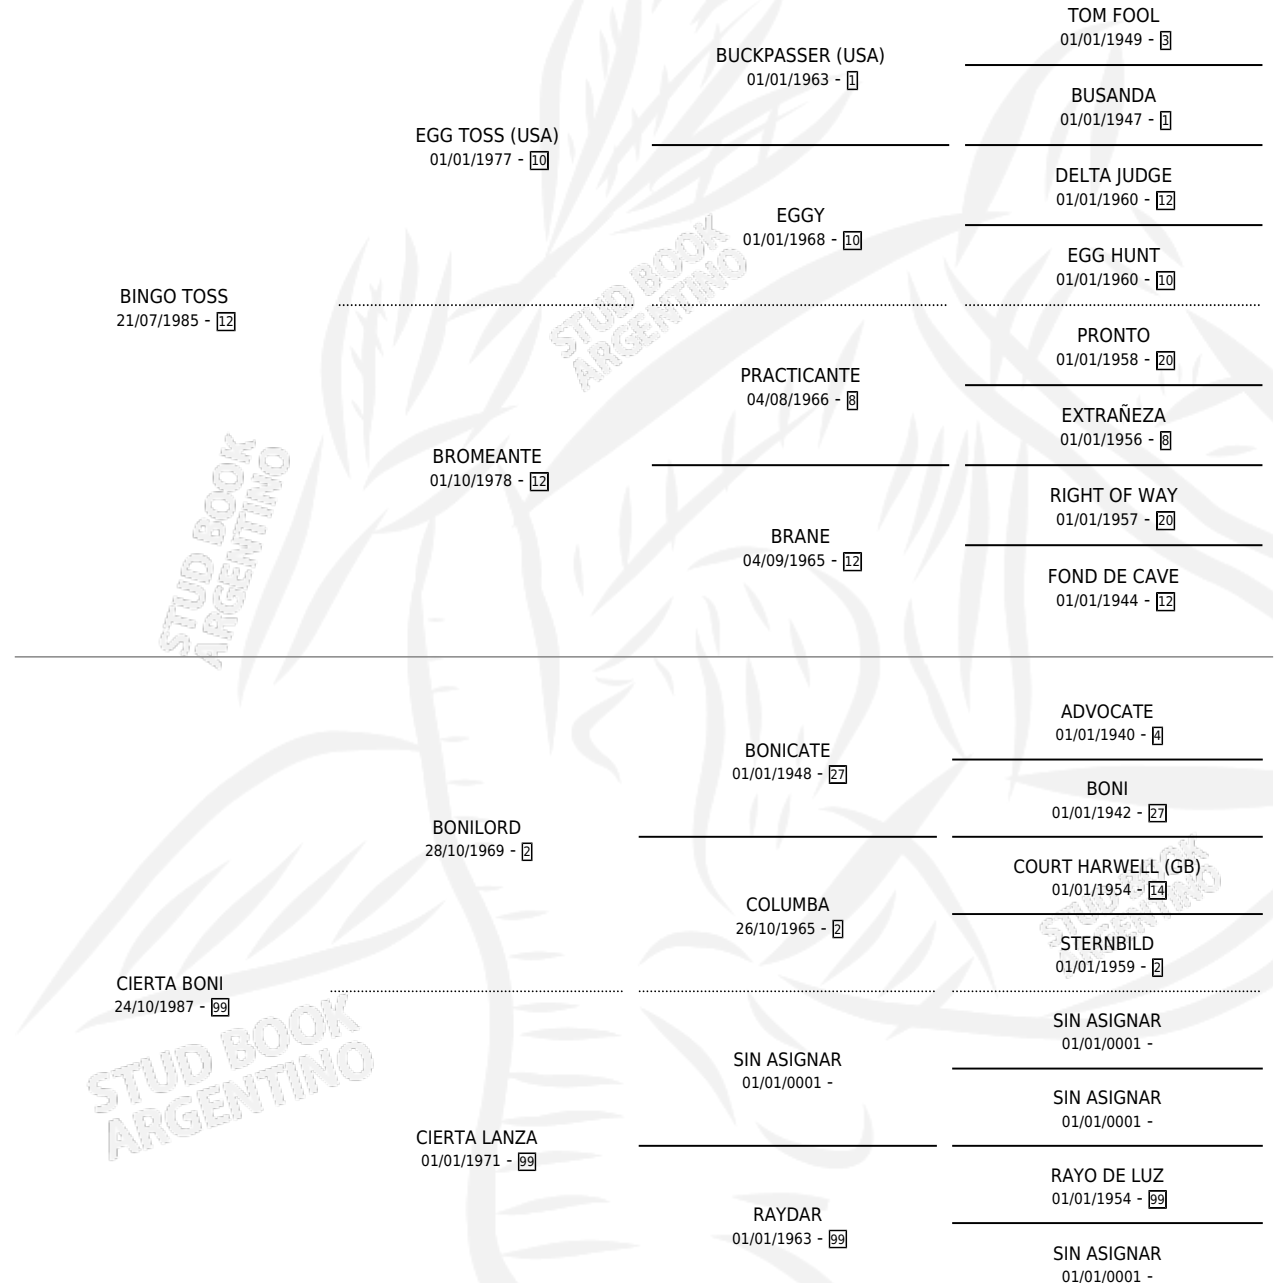 TOM FOOL
01/01/1949 - 3
BUCKPASSER (USA)
01/01/1963 - 1
BUSANDA
01/01/1947 - 1
EGG TOSS (USA)
01/01/1977 - 10
DELTA JUDGE
01/01/1960 - 12
EGGY
01/01/1968 - 10
EGG HUNT
01/01/1960 - 10
BINGO TOSS
21/07/1985 - 12
PRONTO
01/01/1958 - 20
PRACTICANTE
04/08/1966 - 8
EXTRAÑEZA
01/01/1956 - 8
BROMEANTE
01/10/1978 - 12
RIGHT OF WAY
01/01/1957 - 20
BRANE
04/09/1965 - 12
FOND DE CAVE
01/01/1944 - 12
STUD BOOK
ARGENTINO
STUD BOOK
ARGENTINO
ADVOCATE
01/01/1940 - 4
BONICATE
01/01/1948 - 27
BONI
01/01/1942 - 27
BONILORD
28/10/1969 - 2
COURT HARWELL (GB)
01/01/1954 - 14
COLUMBA
26/10/1965 - 2
STERNBILD
01/01/1959 - 2
CIERTA BONI
24/10/1987 - 99
SIN ASIGNAR
01/01/0001 -
SIN ASIGNAR
01/01/0001 -
SIN ASIGNAR
01/01/0001 -
CIERTA LANZA
01/01/1971 - 99
RAYO DE LUZ
01/01/1954 - 99
RAYDAR
01/01/1963 - 99
SIN ASIGNAR
01/01/0001 -
STUD BOOK
ARGENTINO
STUD BOOK
ARGENTINO